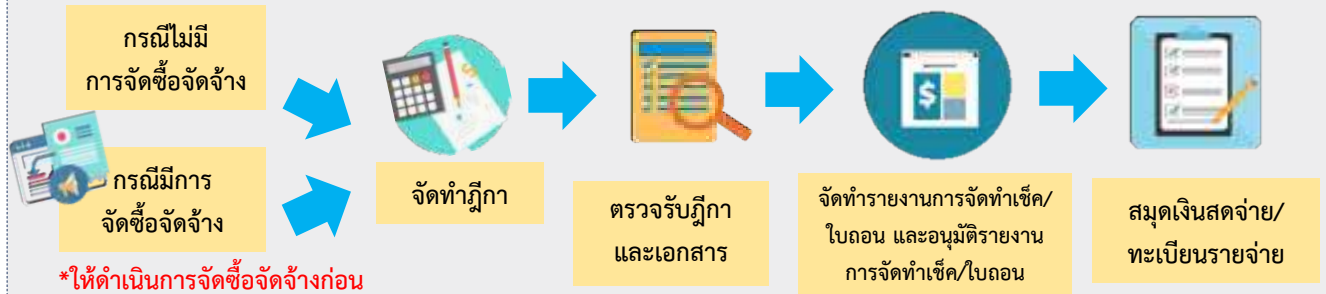 กรณีไม่มี
การจัดซื้อจัดจ้าง
กรณีมีการ
จัดซื้อจัดจ้าง
*ให้ดำเนินการจัดซื้อจัดจ้างก่อน
จัดทำฎีกา
ตรวจรับฎีกา
และเอกสาร
จัดทำรายงานการจัดทำเช็ค/
ใบถอน และอนุมัติรายงาน
การจัดทำเช็ค/ใบถอน
สมุดเงินสดจ่าย/
ทะเบียนรายจ่าย